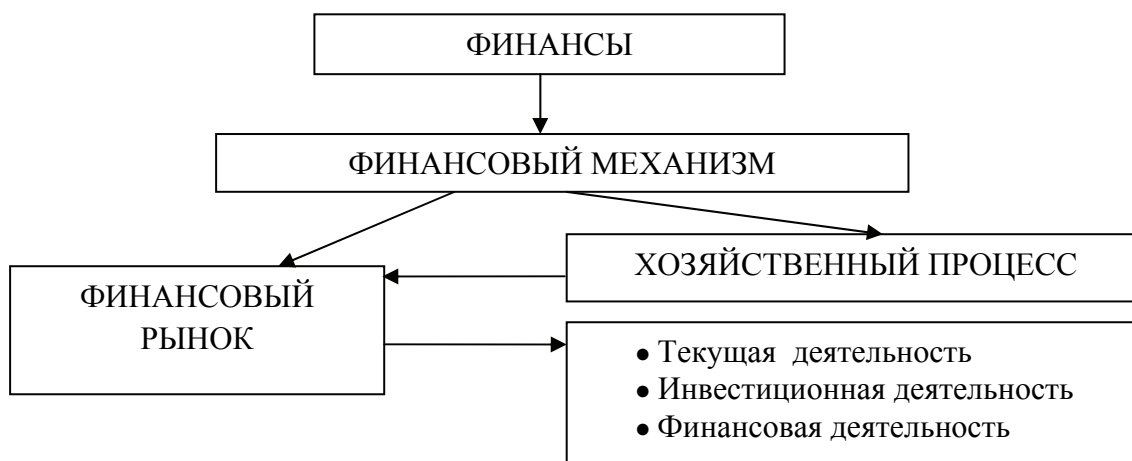 ФИНАНСЫ
ФИНАНСОВЫЙ МЕХАНИЗМ
ХОЗЯЙСТВЕННЫЙ ПРОЦЕСС
ФИНАНСОВЫЙ
РЫНОК
● Текущая деятельность
● Инвестиционная деятельность
● Финансовая деятельность